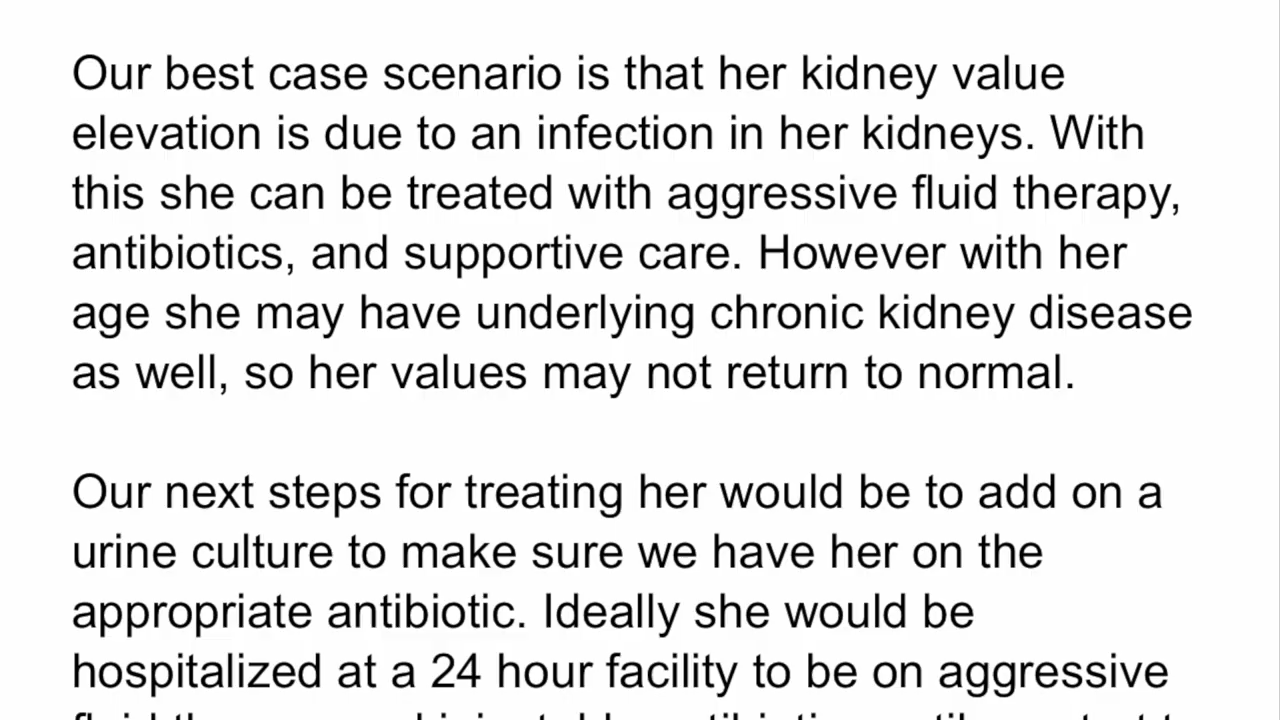 Our best case scenario is that her kidney value
elevation is due to an infection in her kidneys. With
this she can be treated with aggressive fluid therapy,
antibiotics, and supportive care. However with her
age she may have underlying chronic kidney disease
as well, so her values may not return to normal.
Our next steps for treating her would be to add on a
urine culture to make sure we have her on the
appropriate antibiotic. Ideally she would be
hospitalized at a 24 hour facility to be on aggressive